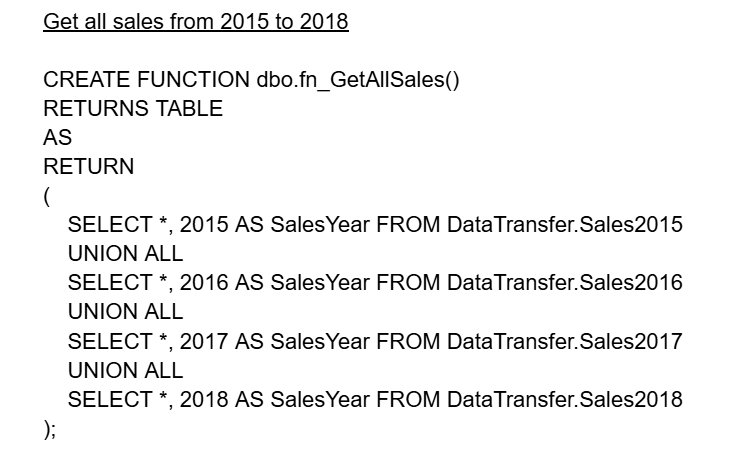 Get all sales from 2015 to 2018
CREATE FUNCTION dbo.fn_GetAllSales()
RETURNS TABLE
AS
RETURN
(
SELECT *, 2015 AS SalesYear FROM DataTransfer.Sales2015
UNION ALL
SELECT *, 2016 AS SalesYear FROM DataTransfer.Sales2016
UNION ALL
SELECT *, 2017 AS SalesYear FROM DataTransfer.Sales2017
UNION ALL
SELECT *, 2018 AS SalesYear FROM DataTransfer.Sales2018
);